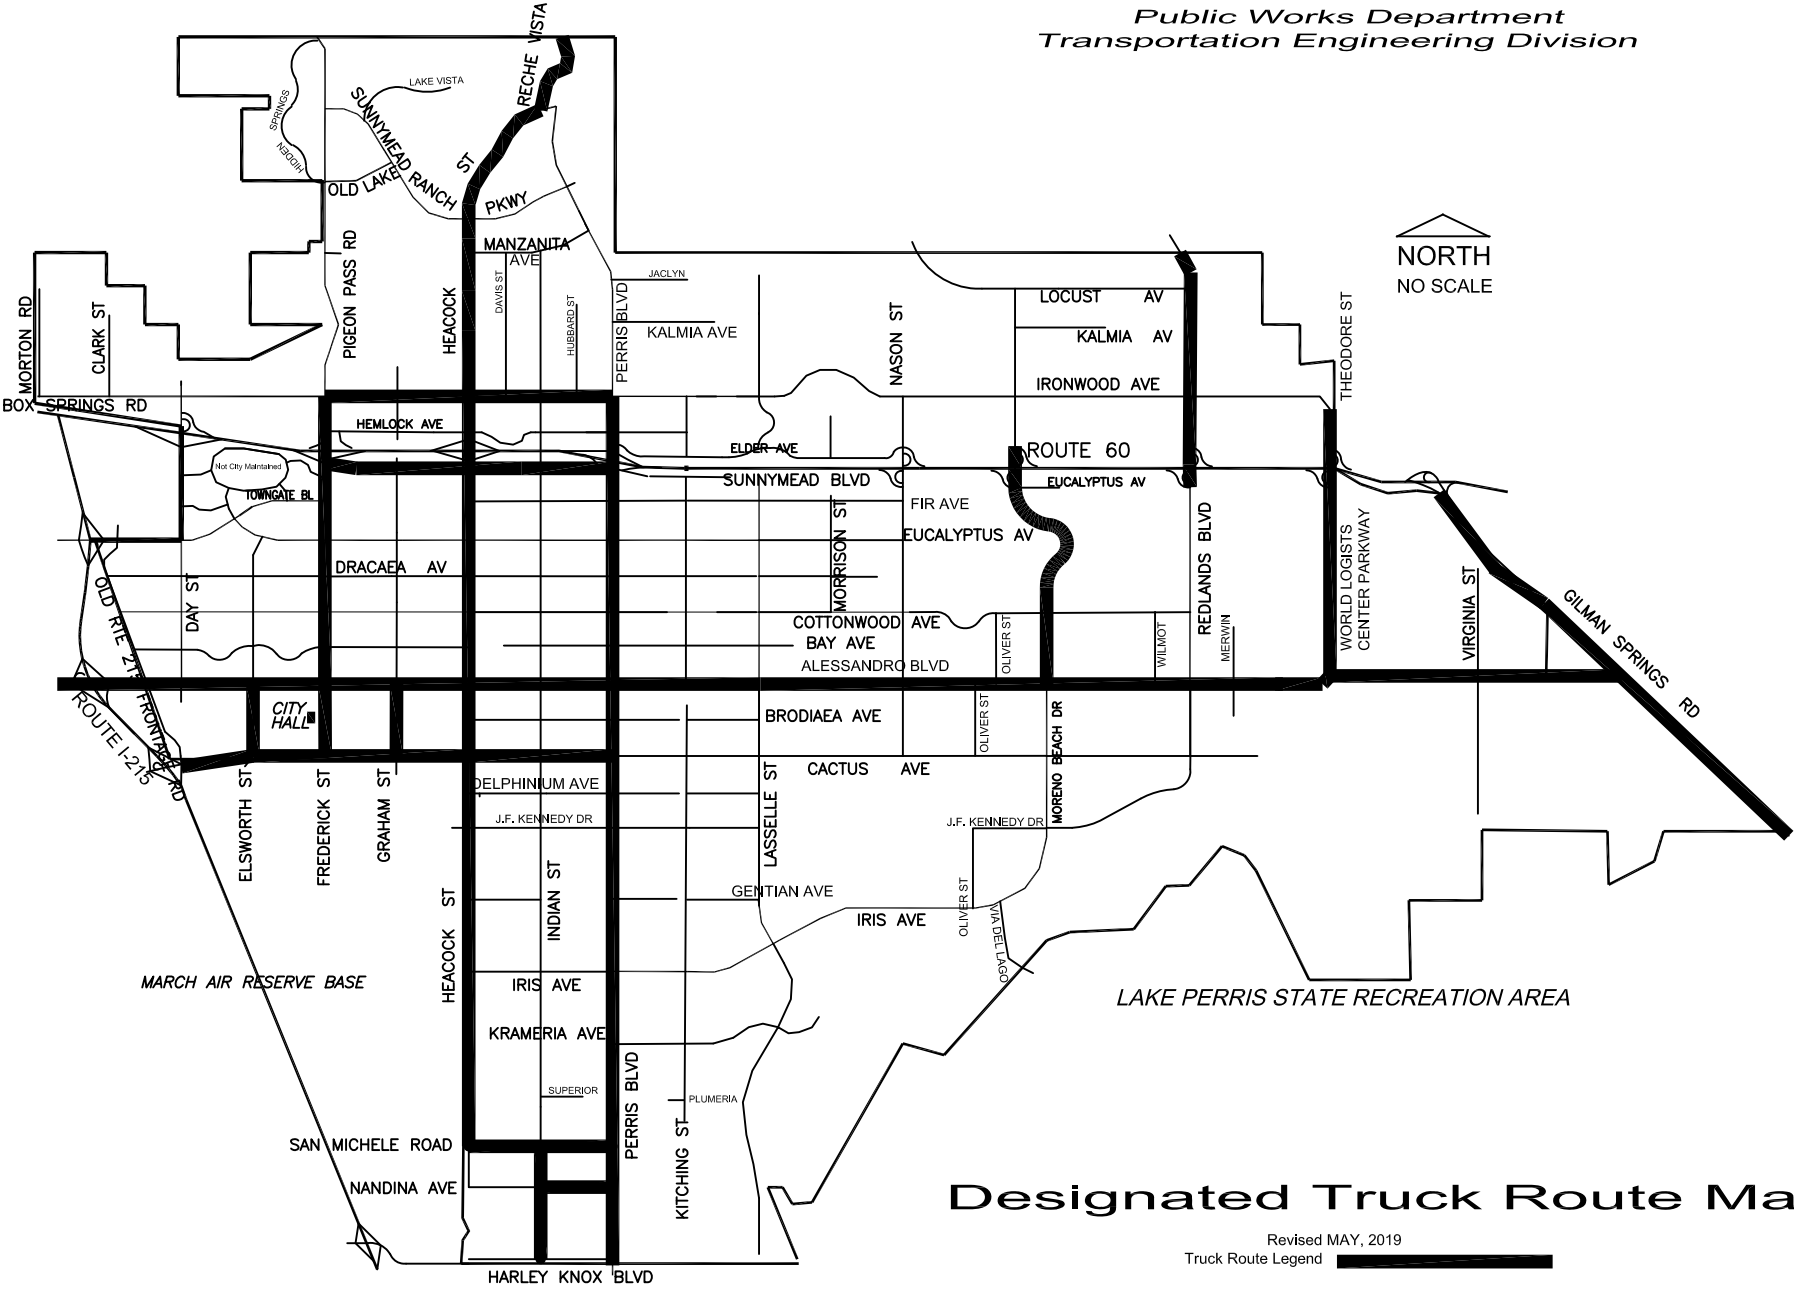 Public Works Department
Transportation Engineering Division
RECHE VISTA
LAKE VISTA
HIDDEN SPRINGS
SUNNYMEAD RANCH PKWY
OLD LAKE
ST
MANZANITA
AVE
NORTH
NO SCALE
PIGEON PASS RD
HEACOCK
DAVIS ST
HUBBARD ST
PERRIS BLVD
JACLYN
KALMIA AVE
NASON ST
LOCUST AV
KALMIA AV
IRONWOOD AVE
THEODORE ST
MORTON RD
CLARK ST
BOX SPRINGS RD
HEMLOCK AVE
ELDER AVE
ROUTE 60
Not City Maintained
TOWNGATE BL
SUNNYMEAD BLVD
EUCALYPTUS AV
FIR AVE
EUCALYPTUS AV
MORRISON ST
REDLANDS BLVD
WORLD LOGISTS
CENTER PARKWAY
DRACAEA AV
DAY ST
OLD RTE 215 FRONTAGE RD
VIRGINIA ST
GILMAN SPRINGS RD
COTTONWOOD AVE
BAY AVE
ALESSANDRO BLVD
OLIVER ST
WILMOT
MERWIN
ROUTE I-215
CITY
HALL
BRODIAEA AVE
OLIVER ST
MORENO BEACH DR
CACTUS AVE
ELSWORTH ST
FREDERICK ST
GRAHAM ST
DELPHINIUM AVE
J.F. KENNEDY DR
LASSELLE ST
J.F. KENNEDY DR
INDIAN ST
GENTIAN AVE
IRIS AVE
OLIVER ST
VIA DEL LAGO
HEACOCK ST
MARCH AIR RESERVE BASE
IRIS AVE
LAKE PERRIS STATE RECREATION AREA
KRAMERIA AVE
SUPERIOR
PERRIS BLVD
PLUMERIA
KITCHING ST
SAN MICHELE ROAD
NANDINA AVE
HARLEY KNOX BLVD
Designated Truck Route Ma
Revised MAY, 2019
Truck Route Legend